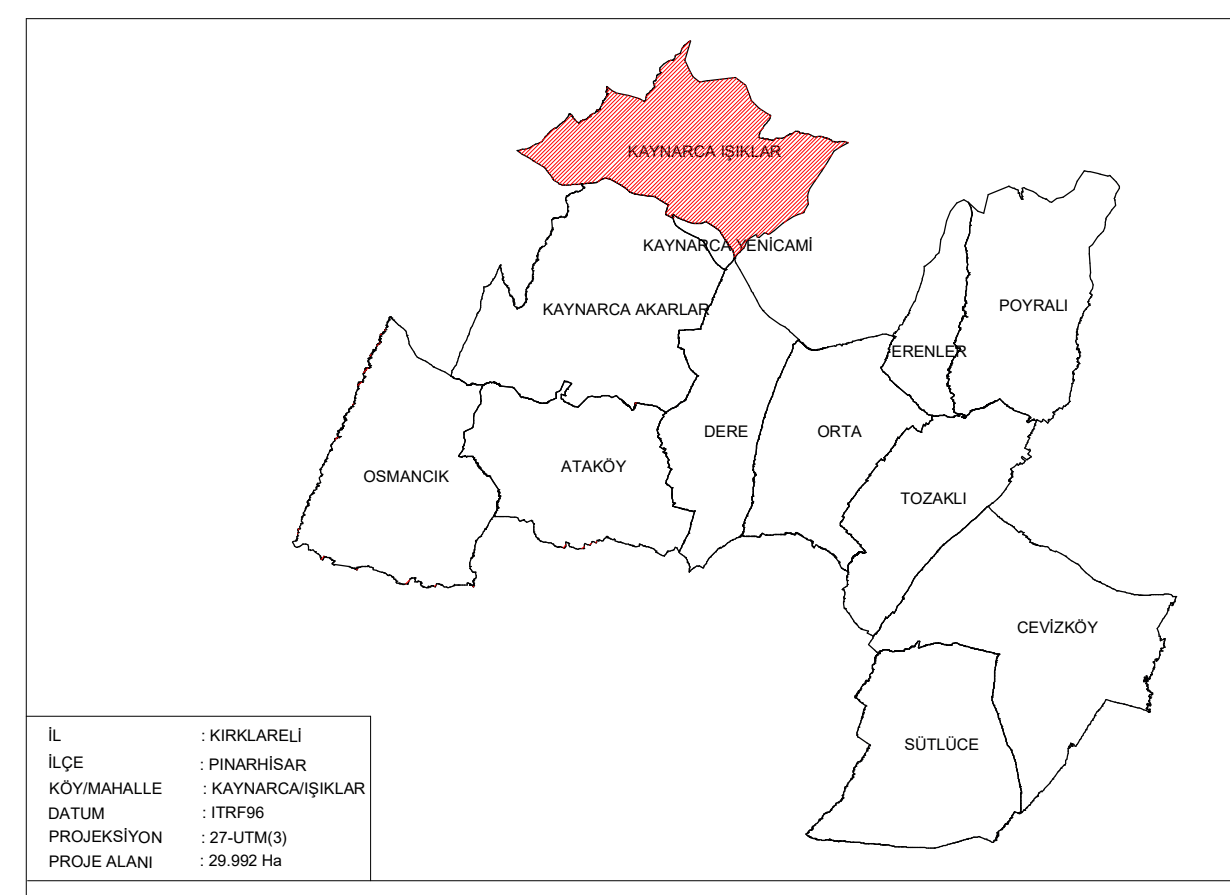 KAYNARCA IŞIKLAR
KAYNARCA YENİCAMİ
POYRALI
KAYNARCA AKARLAR
ERENLER
DERE
ORTA
ATAKÖY
OSMANCIK
TOZAKLI
CEVİZKÖY
SÜTLÜCE
İL : KIRKLARELİ
İLÇE : PINARHİSAR
KÖY/MAHALLE : KAYNARCA/IŞIKLAR
DATUM : ITRF96
PROJEKSİYON : 27-UTM(3)
PROJE ALANI : 29.992 Ha